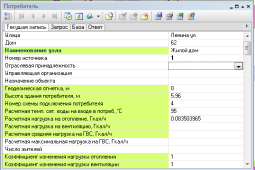 Потребитель
Текущая запись Запрос База Ответ
Улица Ленина ул
Дом 62
Наименование узла Жилой дом
Номер источника 1
Отраслевая принадлежность
Управляющая организация
Назначение объекта
Геодезическая отметка, м 0
Высота здания потребителя, м 5.96
Номер схемы подключения потребителя 4
Расчетная темп. сет. воды на входе в потреб.,°C 95
Расчетная нагрузка на отопление, Гкал/ч 0.083503965
Расчетная нагрузка на вентиляцию, Гкал/ч
Расчетная средняя нагрузка на ГВС, Гкал/ч
Расчетная максимальная нагрузка на ГВС, Гкал/ч
Число жителей
Коэффициент изменения нагрузки отопления 1
Коэффициент изменения нагрузки вентиляции 1